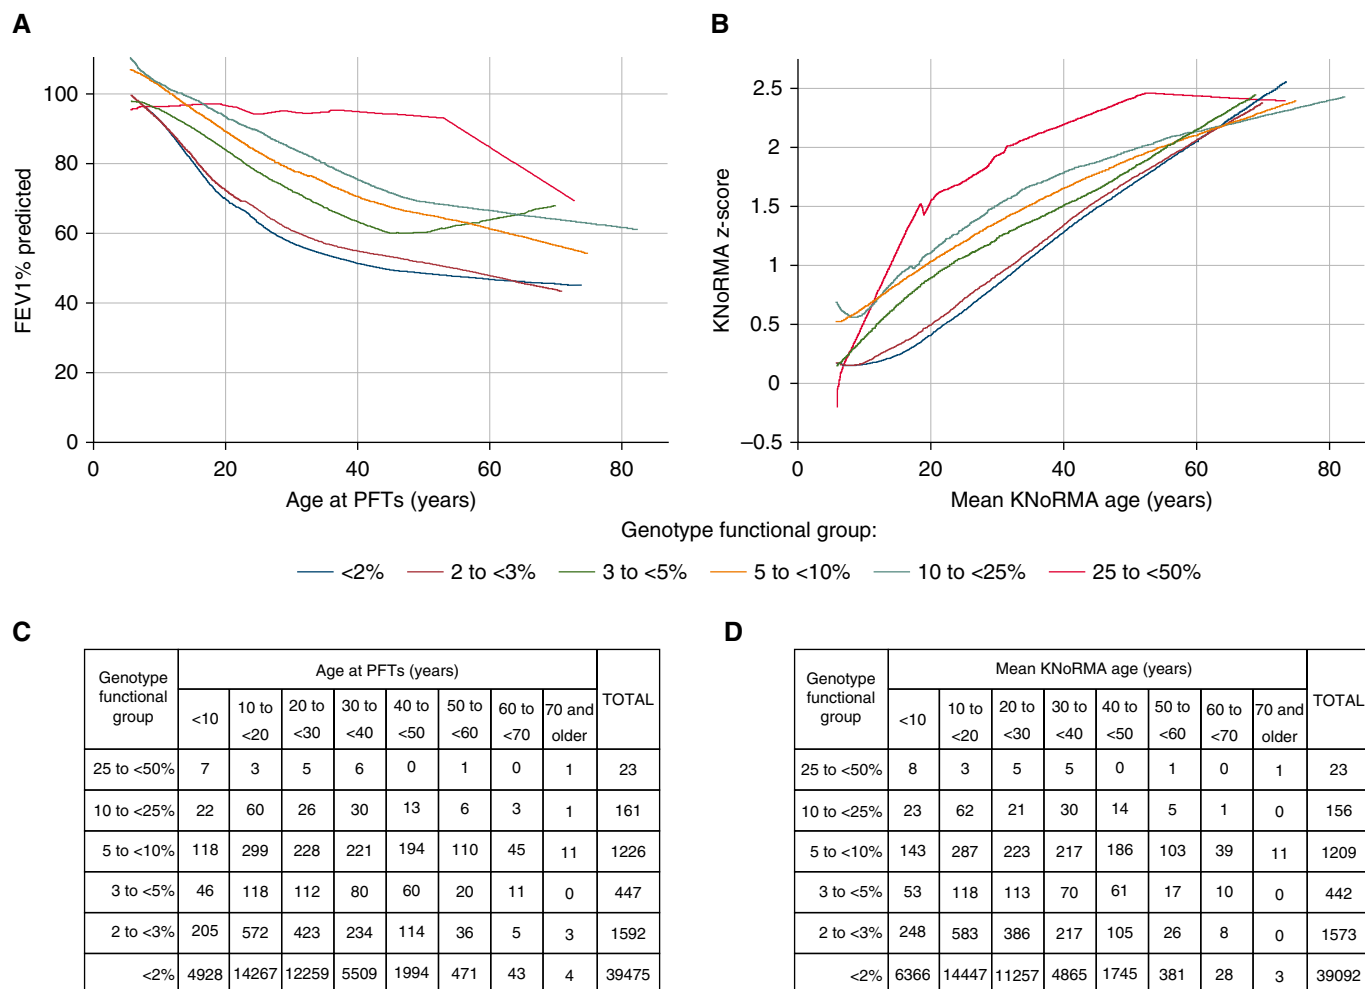 A
B
100
80
60
40
20
0
FEV1% predicted
0 20 40 60 80
Age at PFTs (years)
2.5
2
1.5
1
0.5
0
–0.5
KNoRMA z-score
0 20 40 60 80
Mean KNoRMA age (years)
Genotype functional group:
<2% 2 to <3% 3 to <5% 5 to <10% 10 to <25% 25 to <50%
C
Genotype functional group Age at PFTs (years) TOTAL
<10 10 to <20 20 to <30 30 to <40 40 to <50 50 to <60 60 to <70 70 and older
25 to <50% 7 3 5 6 0 1 0 1 23
10 to <25% 22 60 26 30 13 6 3 1 161
5 to <10% 118 299 228 221 194 110 45 11 1226
3 to <5% 46 118 112 80 60 20 11 0 447
2 to <3% 205 572 423 234 114 36 5 3 1592
<2% 4928 14267 12259 5509 1994 471 43 4 39475
D
Genotype functional group Mean KNoRMA age (years) TOTAL
<10 10 to <20 20 to <30 30 to <40 40 to <50 50 to <60 60 to <70 70 and older
25 to <50% 8 3 5 5 0 1 0 1 23
10 to <25% 23 62 21 30 14 5 1 0 156
5 to <10% 143 287 223 217 186 103 39 11 1209
3 to <5% 53 118 113 70 61 17 10 0 442
2 to <3% 248 583 386 217 105 26 8 0 1573
<2% 6366 14447 11257 4865 1745 381 28 3 39092